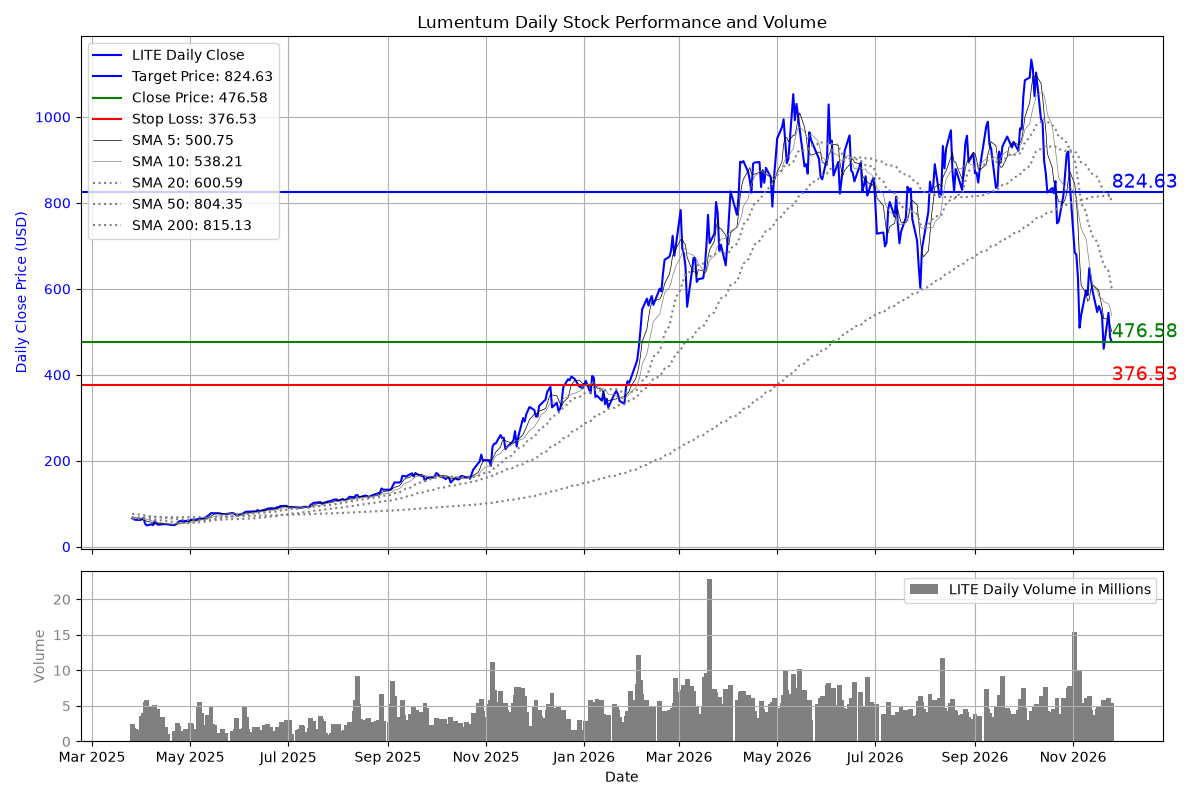 Lumentum Daily Stock Performance and Volume
LITE Daily Close
Target Price: 824.63
Close Price: 476.58
Stop Loss: 376.53
SMA 5: 500.75
SMA 10: 538.21
SMA 20: 600.59
SMA 50: 804.35
SMA 200: 815.13
Daily Close Price (USD)
1000
800
600
400
200
0
824.63
476.58
376.53
LITE Daily Volume in Millions
Volume
20
15
10
5
0
Mar 2025 May 2025 Jul 2025 Sep 2025 Nov 2025 Jan 2026 Mar 2026 May 2026 Jul 2026 Sep 2026 Nov 2026
Date